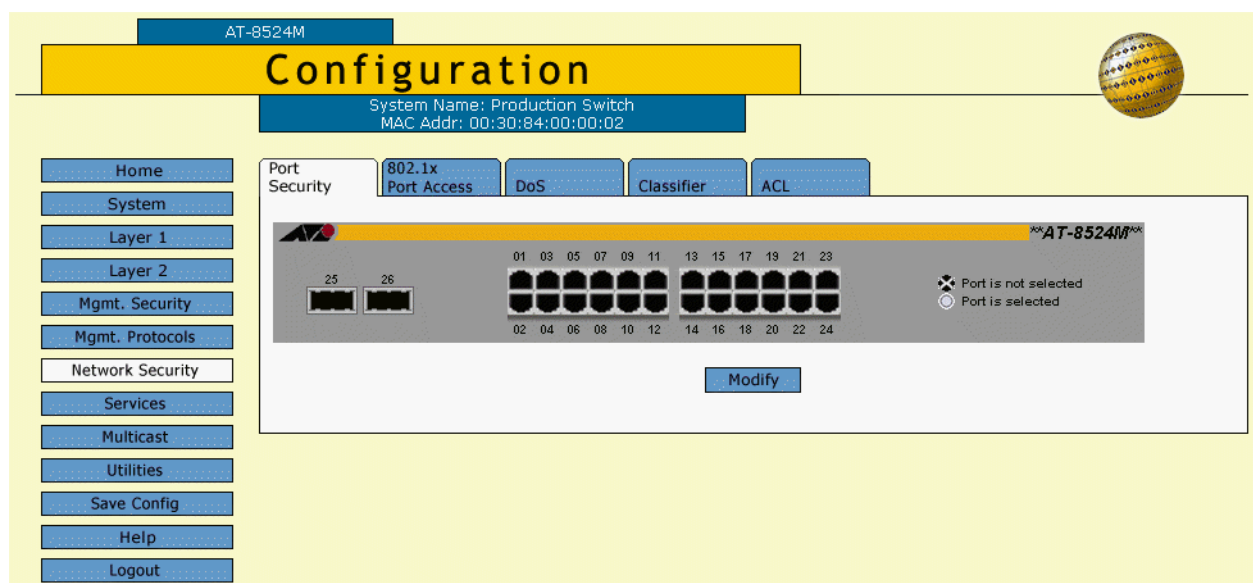 AT-8524M
Configuration
System Name: Production Switch
MAC Addr: 00:30:84:00:00:02
Home
System
Layer 1
Layer 2
Mgmt. Security
Mgmt. Protocols
Network Security
Services
Multicast
Utilities
Save Config
Help
Logout
Port
Security
802.1x
Port Access
DoS
Classifier
ACL
**AT-8524M**
25 26
01 03 05 07 09 11 13 15 17 19 21 23
02 04 06 08 10 12 14 16 18 20 22 24
Port is not selected
Port is selected
Modify